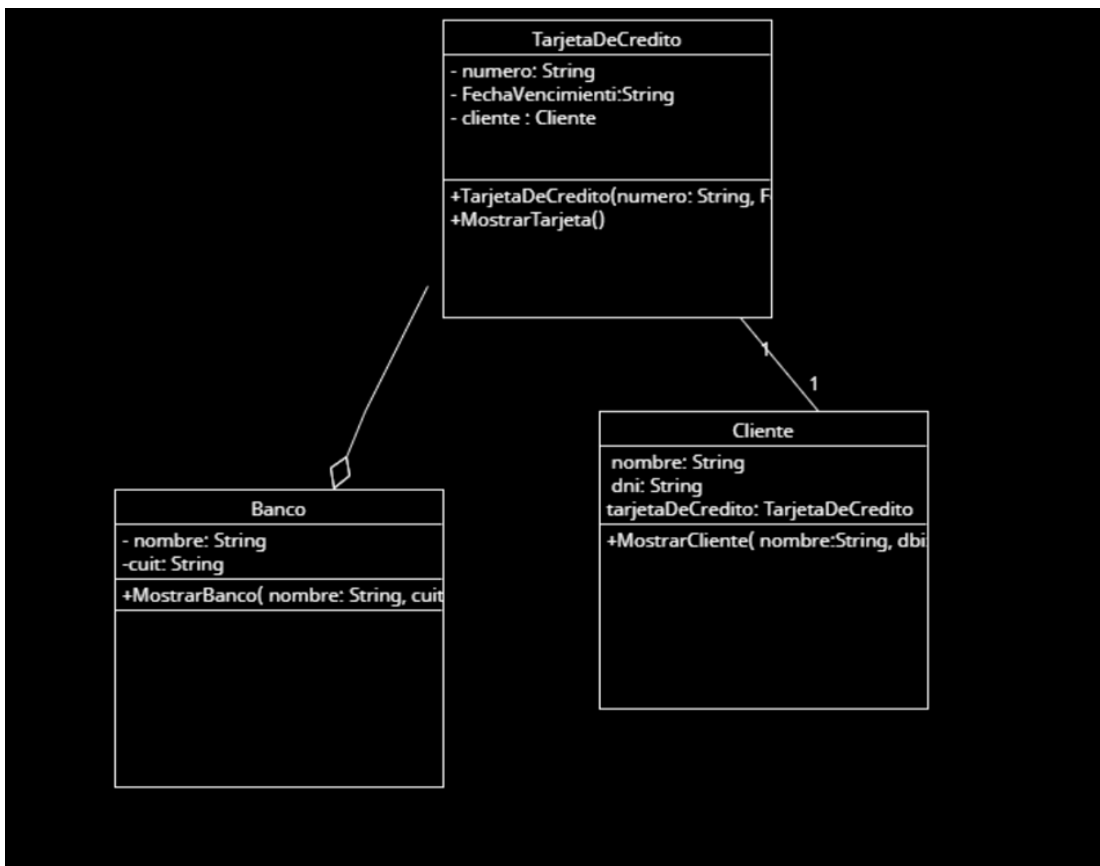 TarjetaDeCredito
- numero: String
- FechaVencimienti:String
- cliente : Cliente
+TarjetaDeCredito(numero: String, F
+MostrarTarjeta()
1
1
Cliente
nombre: String
dni: String
tarjetaDeCredito: TarjetaDeCredito
+MostrarCliente( nombre:String, dbi
Banco
- nombre: String
-cuit: String
+MostrarBanco( nombre: String, cuit